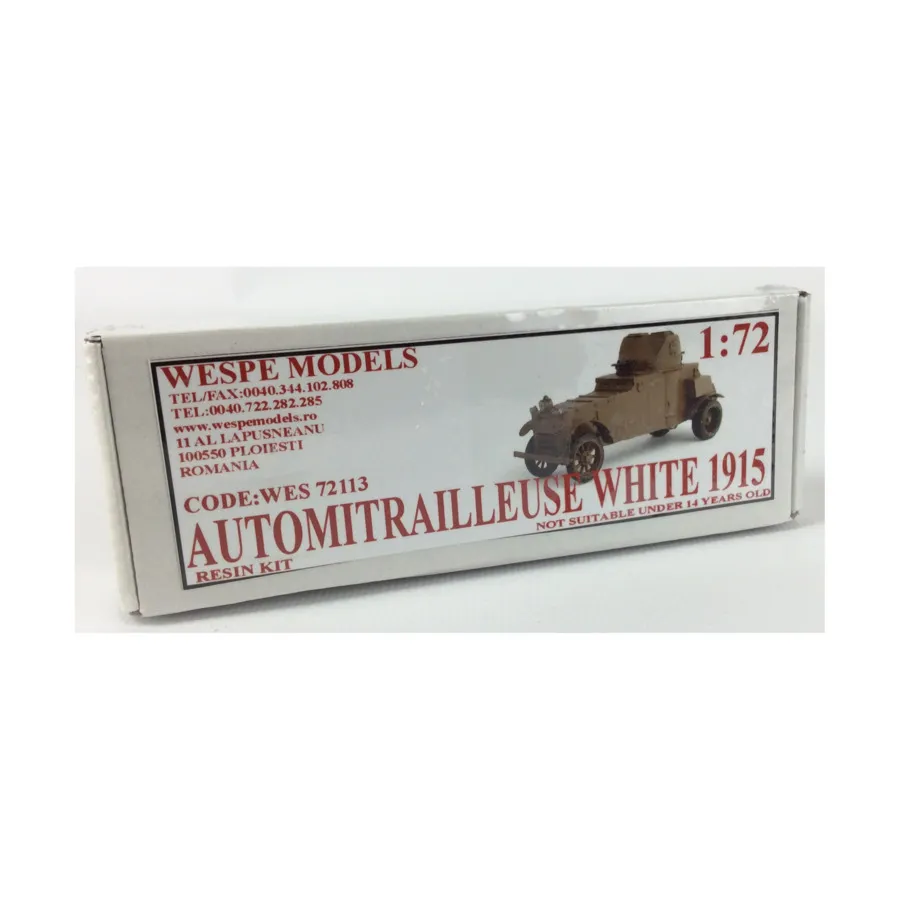 WESPE MODELS
TEL/FAX:0040.344.102.808
TEL:0040.722.282.285
www.wespemodels.ro
11 AL LAPUSNEANU
100550 PLOIESTI
ROMANIA
1:72
CODE:WES 72113
AUTOMITRAILLEUSE WHITE 1915
NOT SUITABLE UNDER 14 YEARS OLD
RESIN KIT